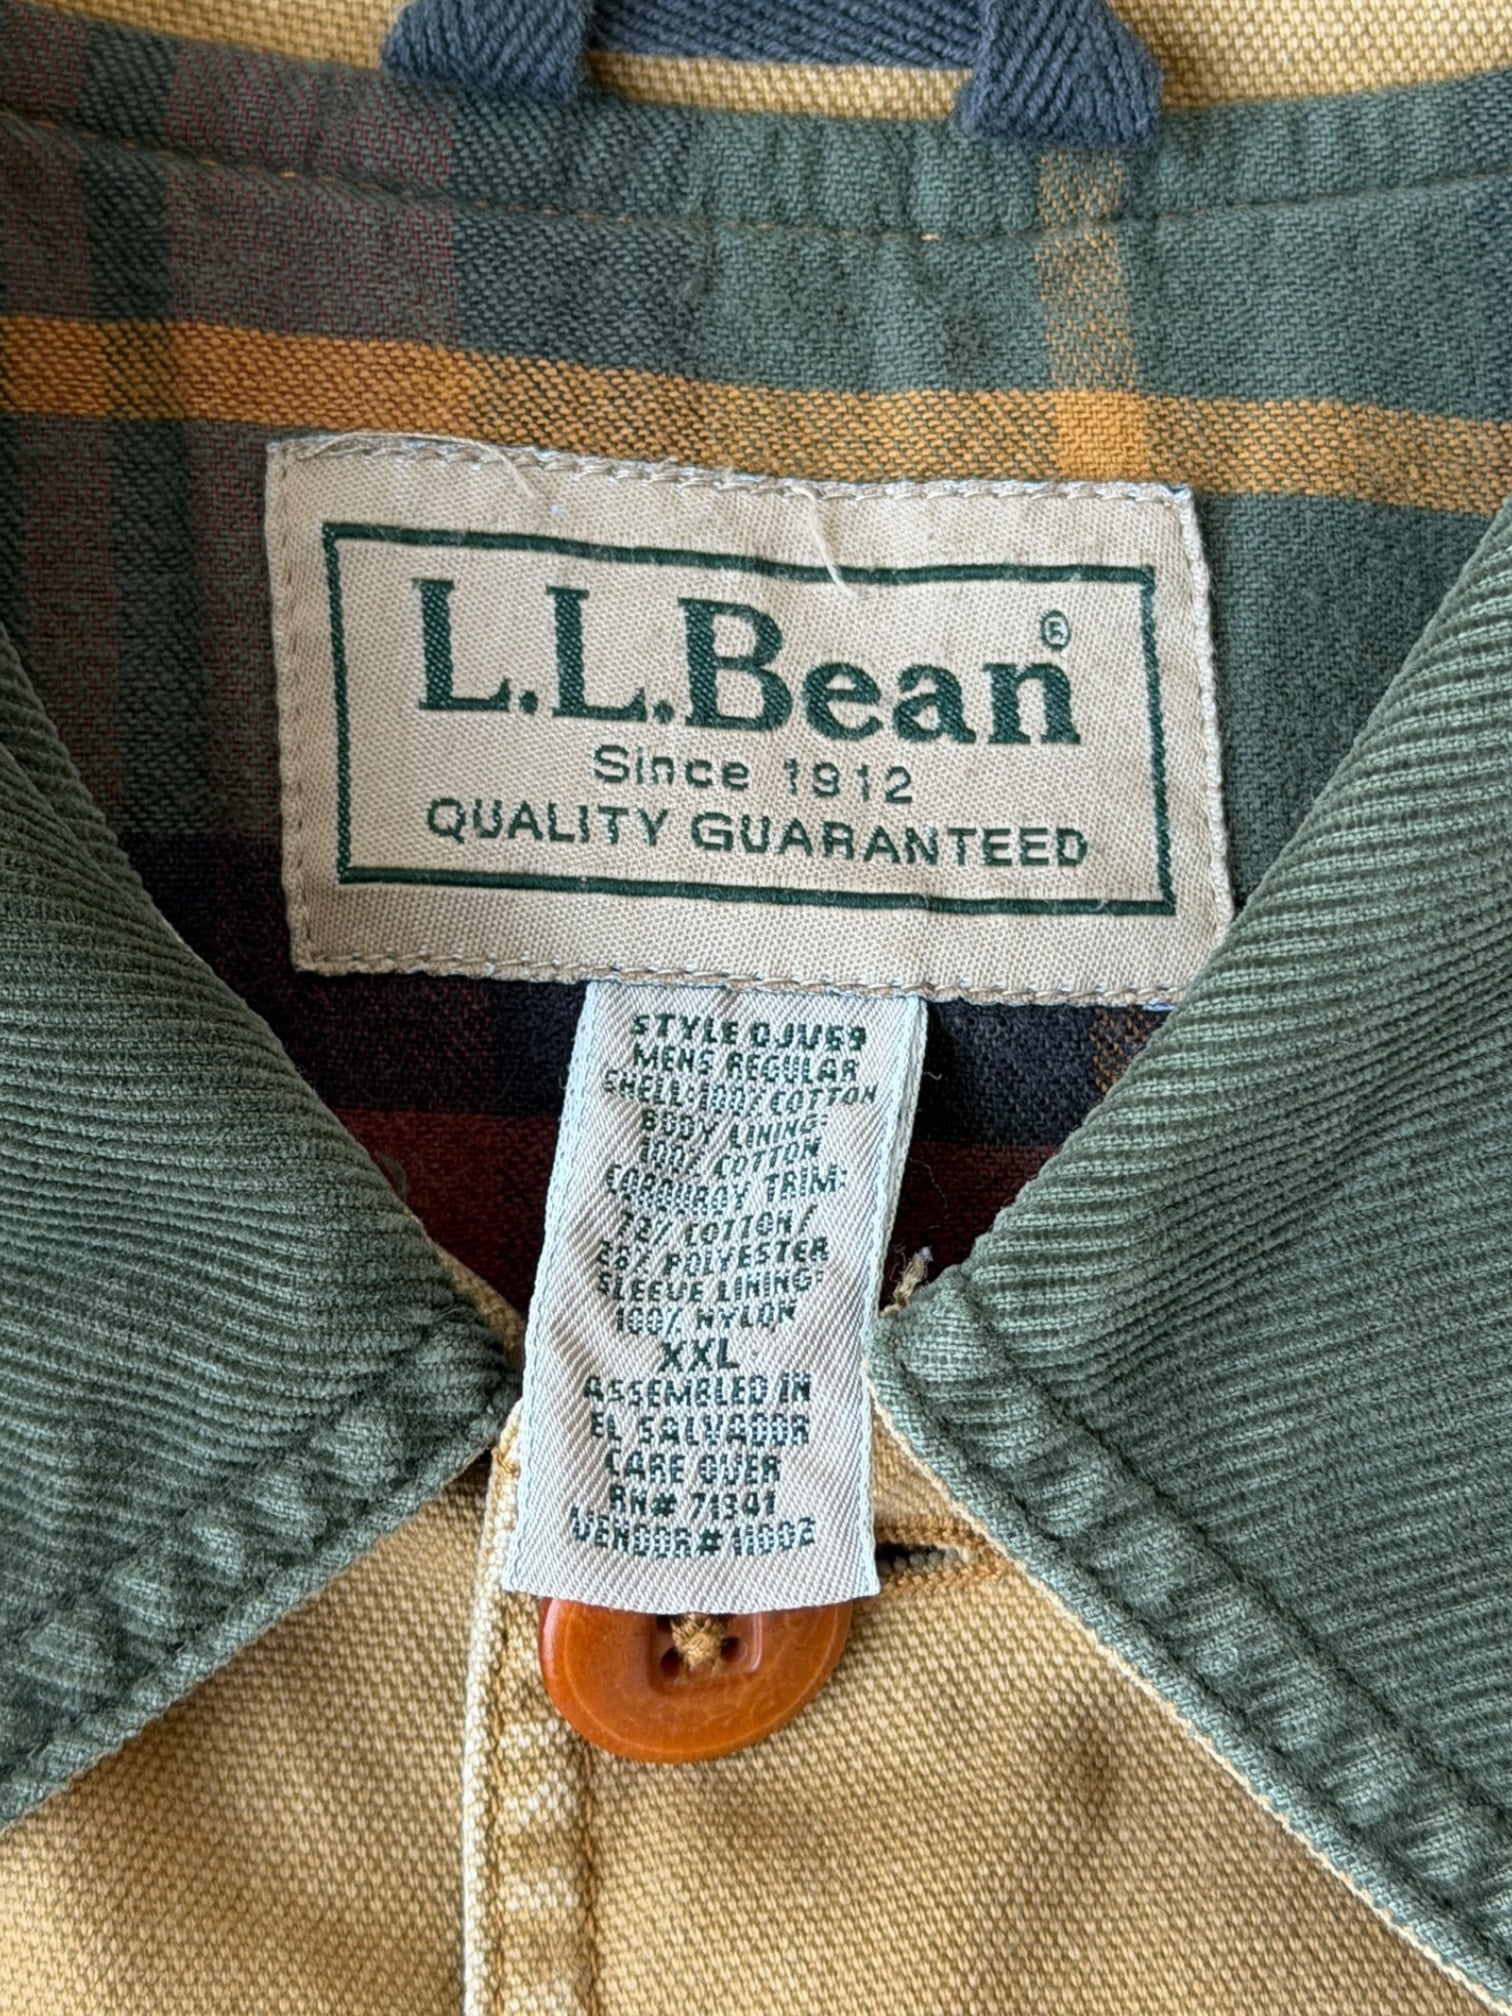 L.L.Bean®
Since 1912
QUALITY GUARANTEED
STYLE 0JV69
MENS REGULAR
SHELL:100% COTTON
BODY LINING:
100% COTTON
CORDUROY TRIM:
72% COTTON/
28% POLYESTER
SLEEVE LINING:
100% NYLON
XXL
ASSEMBLED IN
EL SALVADOR
CARE OVER
RN# 71341
VENDOR# 11002